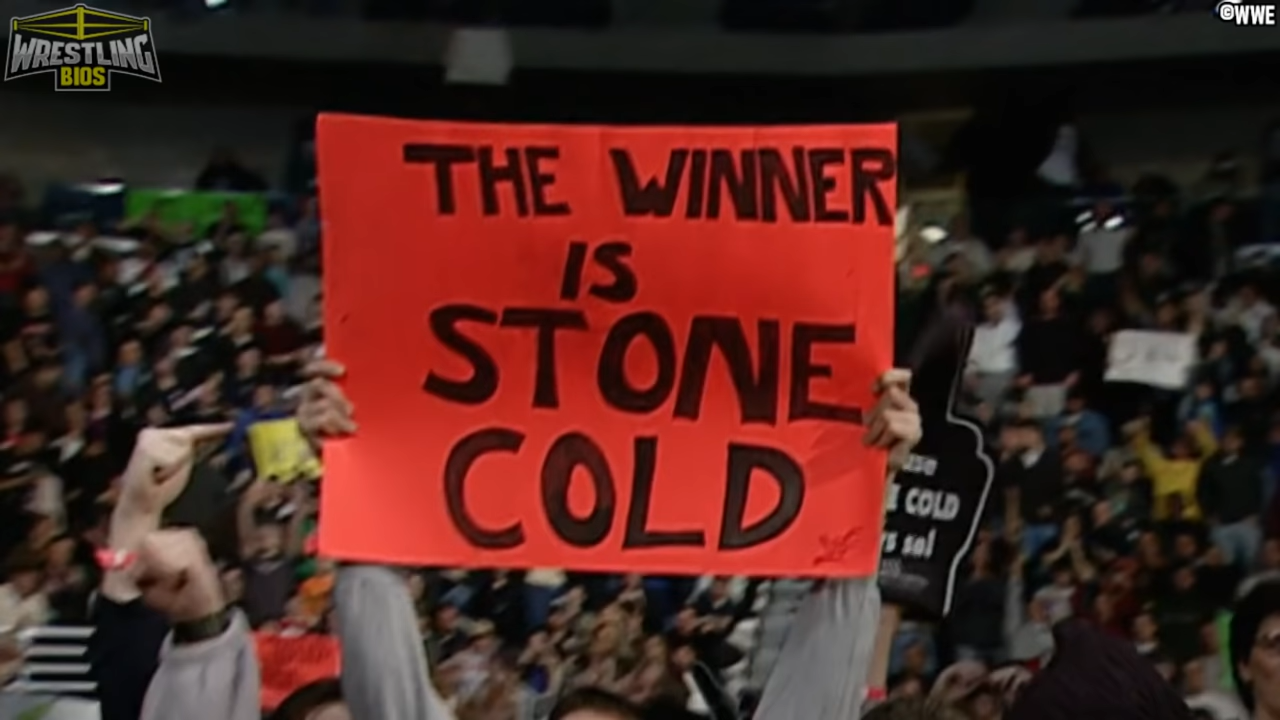 WRESTLING
BIOS
©WWE
THE WINNER
IS
STONE
COLD
COLD